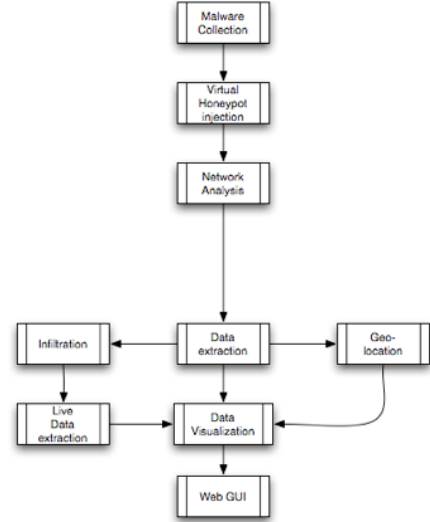 Malware
Collection
Virtual
Honeypot
injection
Network
Analysis
Infiltration
Data
extraction
Geo-
location
Live
Data
extraction
Data
Visualization
Web GUI